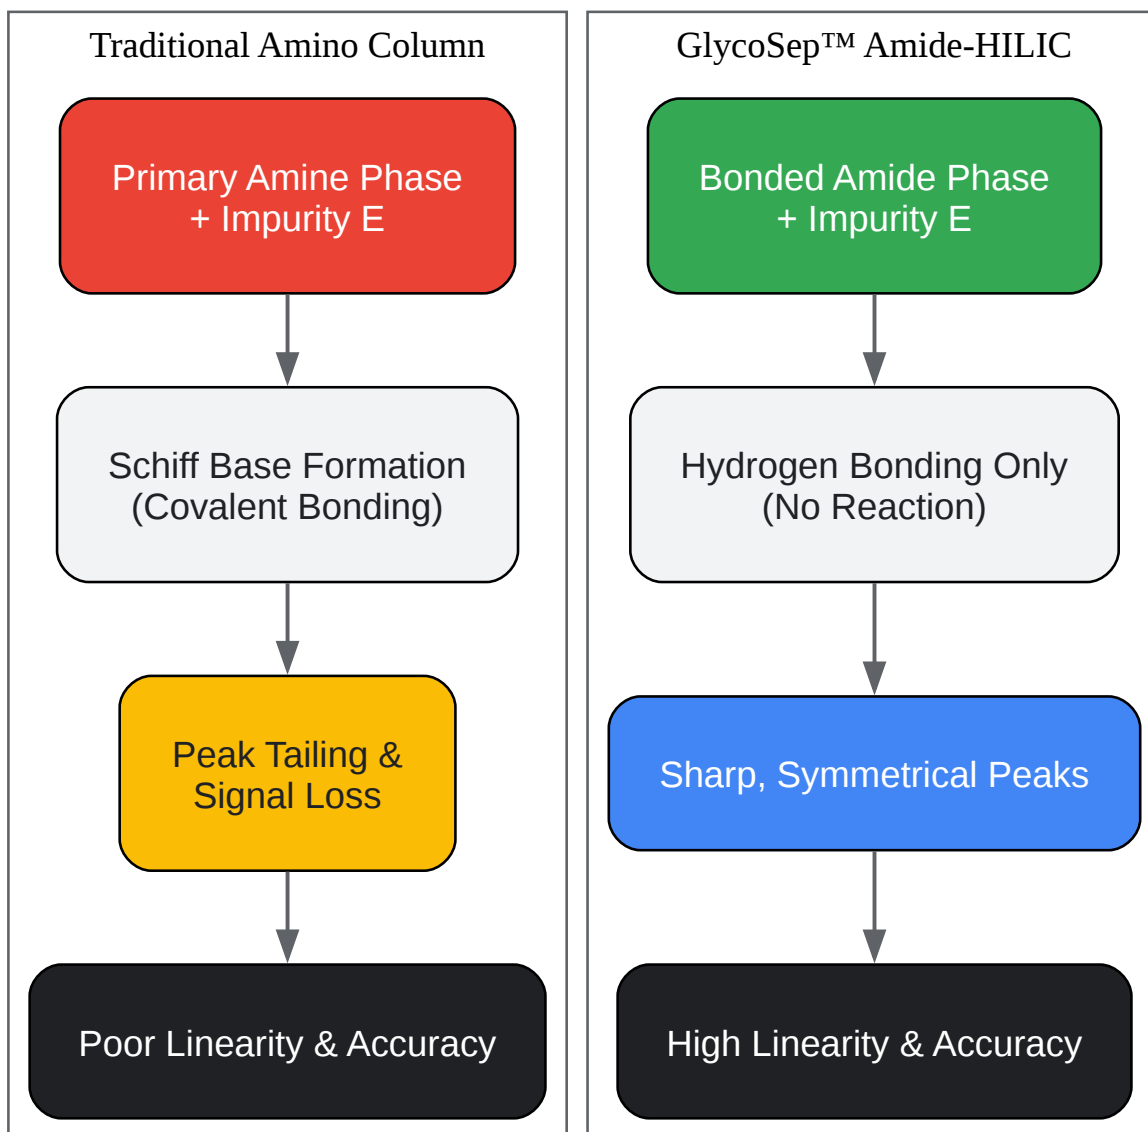 Traditional Amino Column
Primary Amine Phase
+ Impurity E
Schiff Base Formation
(Covalent Bonding)
Peak Tailing &
Signal Loss
Poor Linearity & Accuracy
GlycoSep™ Amide-HILIC
Bonded Amide Phase
+ Impurity E
Hydrogen Bonding Only
(No Reaction)
Sharp, Symmetrical Peaks
High Linearity & Accuracy